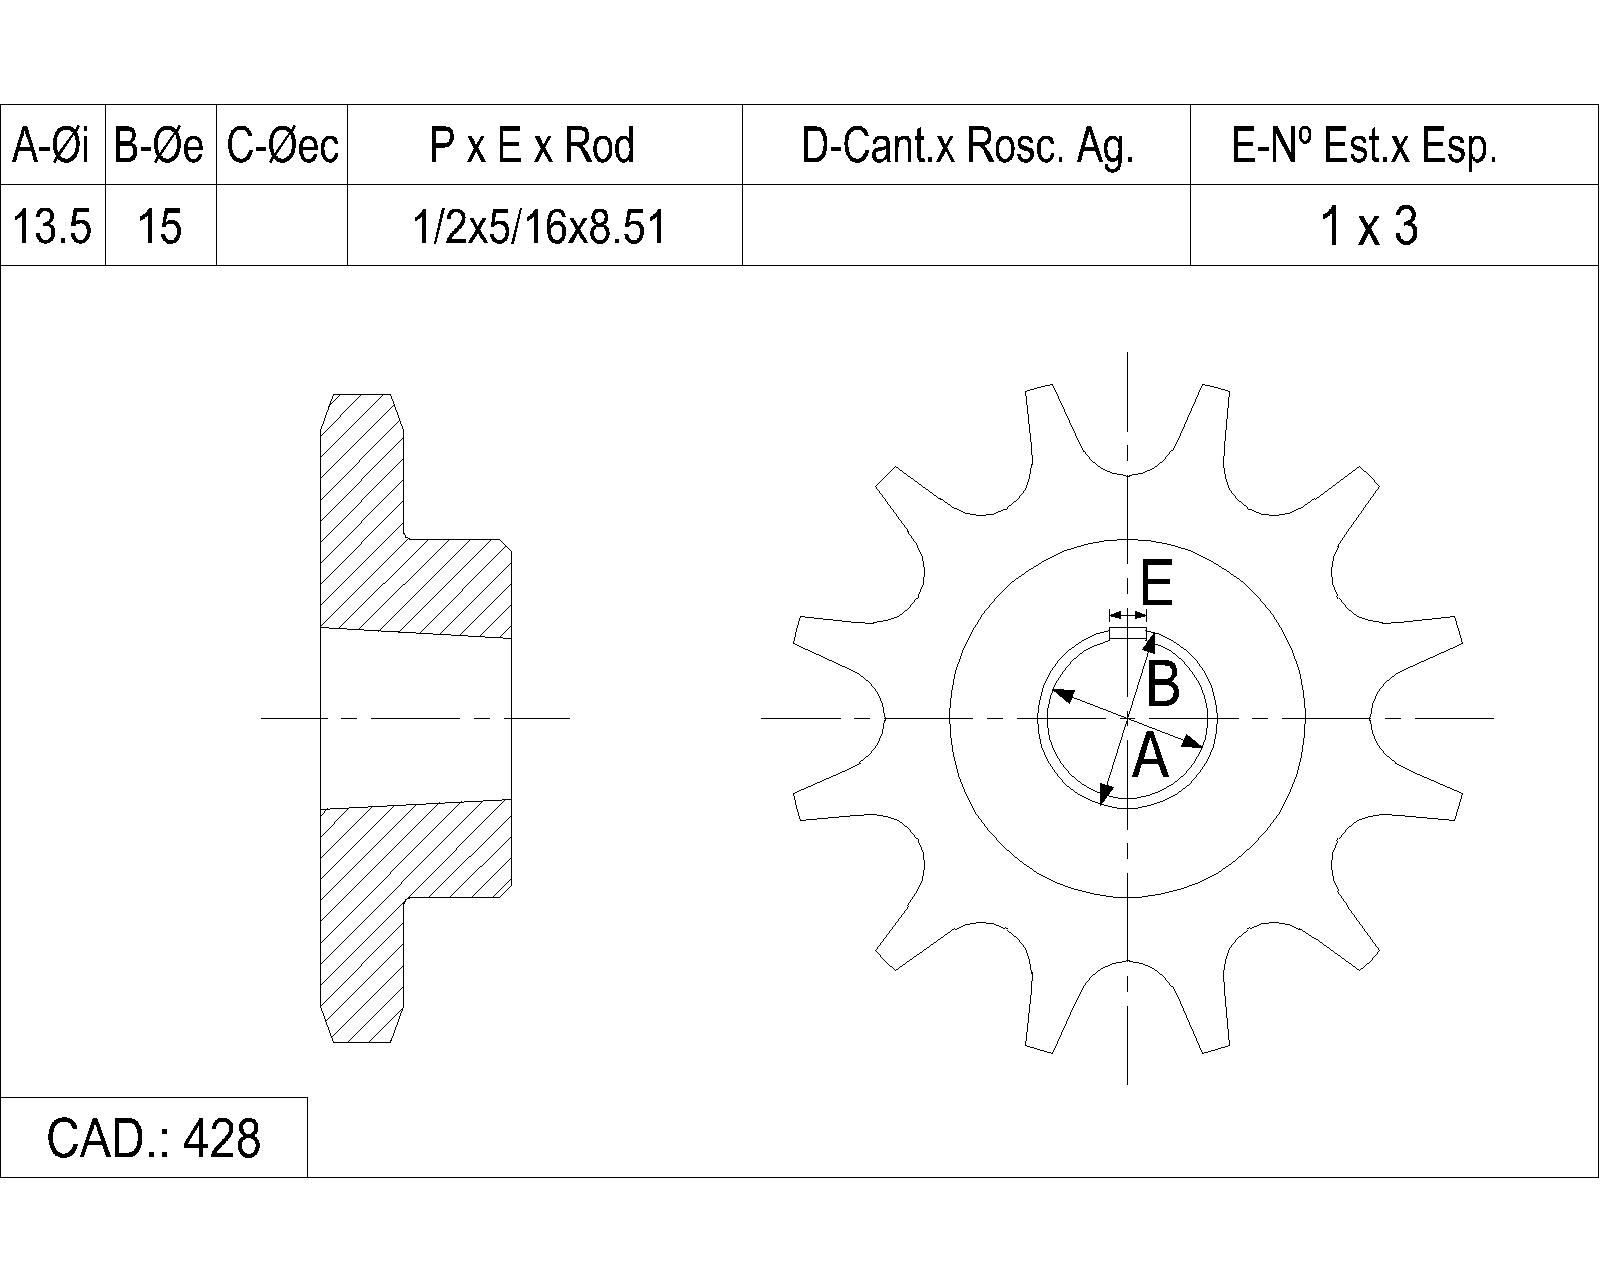 A-Øi B-Øe C-Øec P x E x Rod D-Cant.x Rosc. Ag. E-Nº Est.x Esp.
13.5 15 1/2x5/16x8.51 1 x 3
E
B
A
CAD.: 428